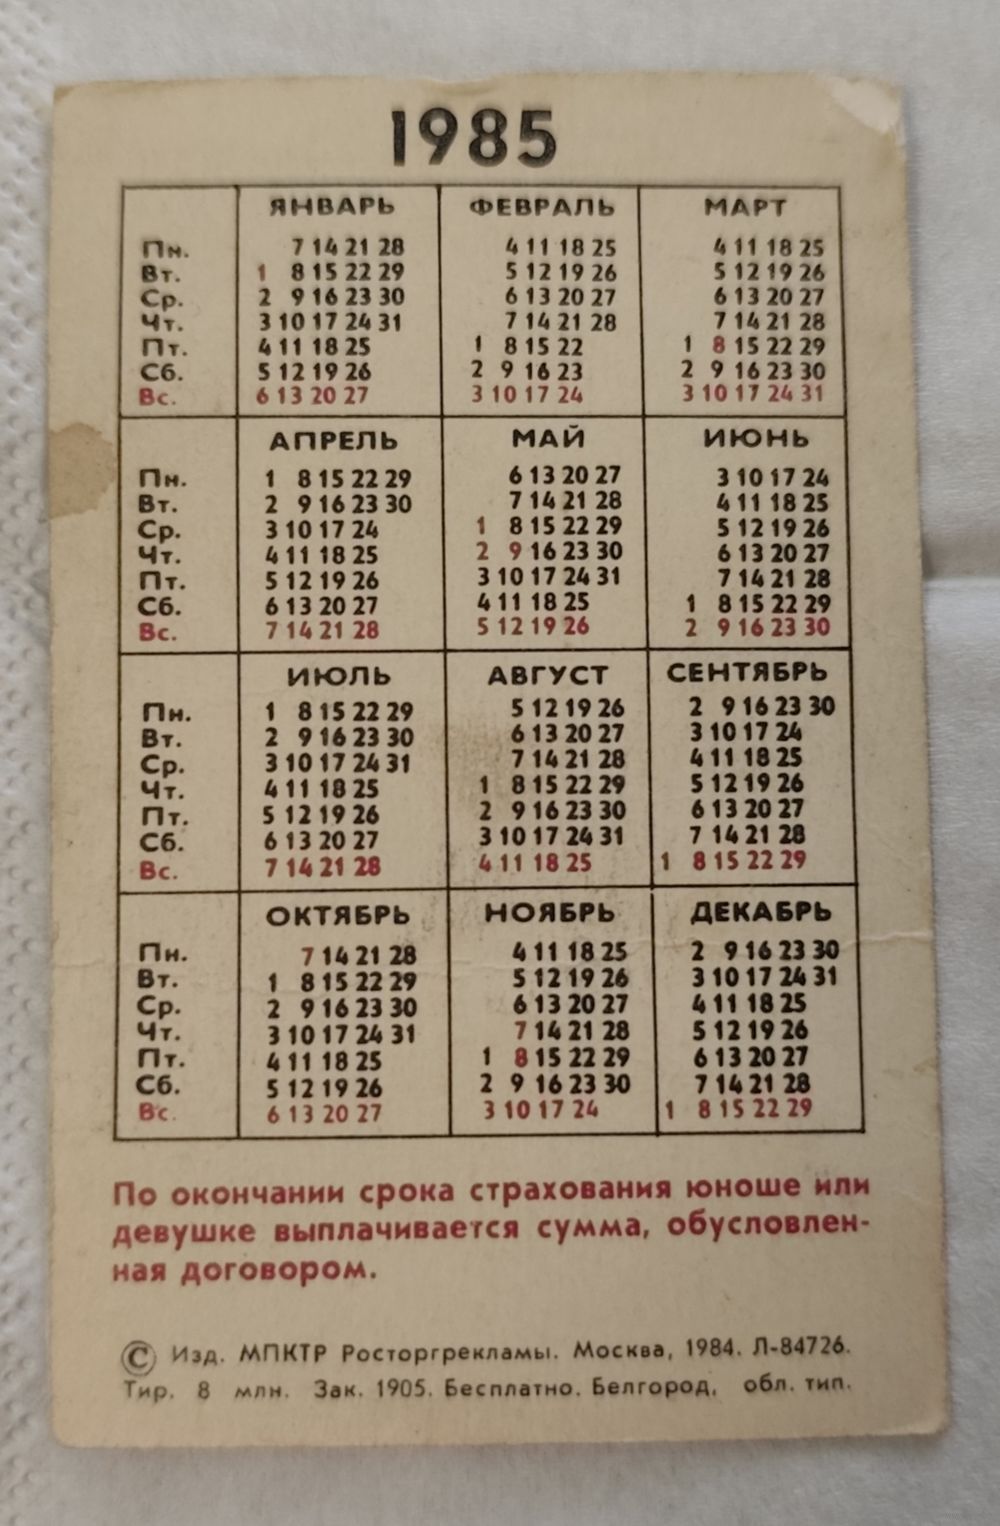 1985
ЯНВАРЬ ФЕВРАЛЬ МАРТ
Пн. 7 14 21 28 4 11 18 25 4 11 18 25
Вт. 1 8 15 22 29 5 12 19 26 5 12 19 26
Ср. 2 9 16 23 30 6 13 20 27 6 13 20 27
Чт. 3 10 17 24 31 7 14 21 28 7 14 21 28
Пт. 4 11 18 25 1 8 15 22 1 8 15 22 29
Сб. 5 12 19 26 2 9 16 23 2 9 16 23 30
Вс. 6 13 20 27 3 10 17 24 3 10 17 24 31
АПРЕЛЬ МАЙ ИЮНЬ
Пн. 1 8 15 22 29 6 13 20 27 3 10 17 24
Вт. 2 9 16 23 30 7 14 21 28 4 11 18 25
Ср. 3 10 17 24 1 8 15 22 29 5 12 19 26
Чт. 4 11 18 25 2 9 16 23 30 6 13 20 27
Пт. 5 12 19 26 3 10 17 24 31 7 14 21 28
Сб. 6 13 20 27 4 11 18 25 1 8 15 22 29
Вс. 7 14 21 28 5 12 19 26 2 9 16 23 30
ИЮЛЬ АВГУСТ СЕНТЯБРЬ
Пн. 1 8 15 22 29 5 12 19 26 2 9 16 23 30
Вт. 2 9 16 23 30 6 13 20 27 3 10 17 24
Ср. 3 10 17 24 31 7 14 21 28 4 11 18 25
Чт. 4 11 18 25 1 8 15 22 29 5 12 19 26
Пт. 5 12 19 26 2 9 16 23 30 6 13 20 27
Сб. 6 13 20 27 3 10 17 24 31 7 14 21 28
Вс. 7 14 21 28 4 11 18 25 1 8 15 22 29
ОКТЯБРЬ НОЯБРЬ ДЕКАБРЬ
Пн. 7 14 21 28 4 11 18 25 2 9 16 23 30
Вт. 1 8 15 22 29 5 12 19 26 3 10 17 24 31
Ср. 2 9 16 23 30 6 13 20 27 4 11 18 25
Чт. 3 10 17 24 31 7 14 21 28 5 12 19 26
Пт. 4 11 18 25 1 8 15 22 29 6 13 20 27
Сб. 5 12 19 26 2 9 16 23 30 7 14 21 28
Вс. 6 13 20 27 3 10 17 24 1 8 15 22 29
По окончании срока страхования юноше или
девушке выплачивается сумма, обусловлен-
ная договором.
© Изд. МПКТР Росторгрекламы. Москва, 1984. Л-84726.
Тир. 8 млн. Зак. 1905. Бесплатно. Белгород, обл. тип.